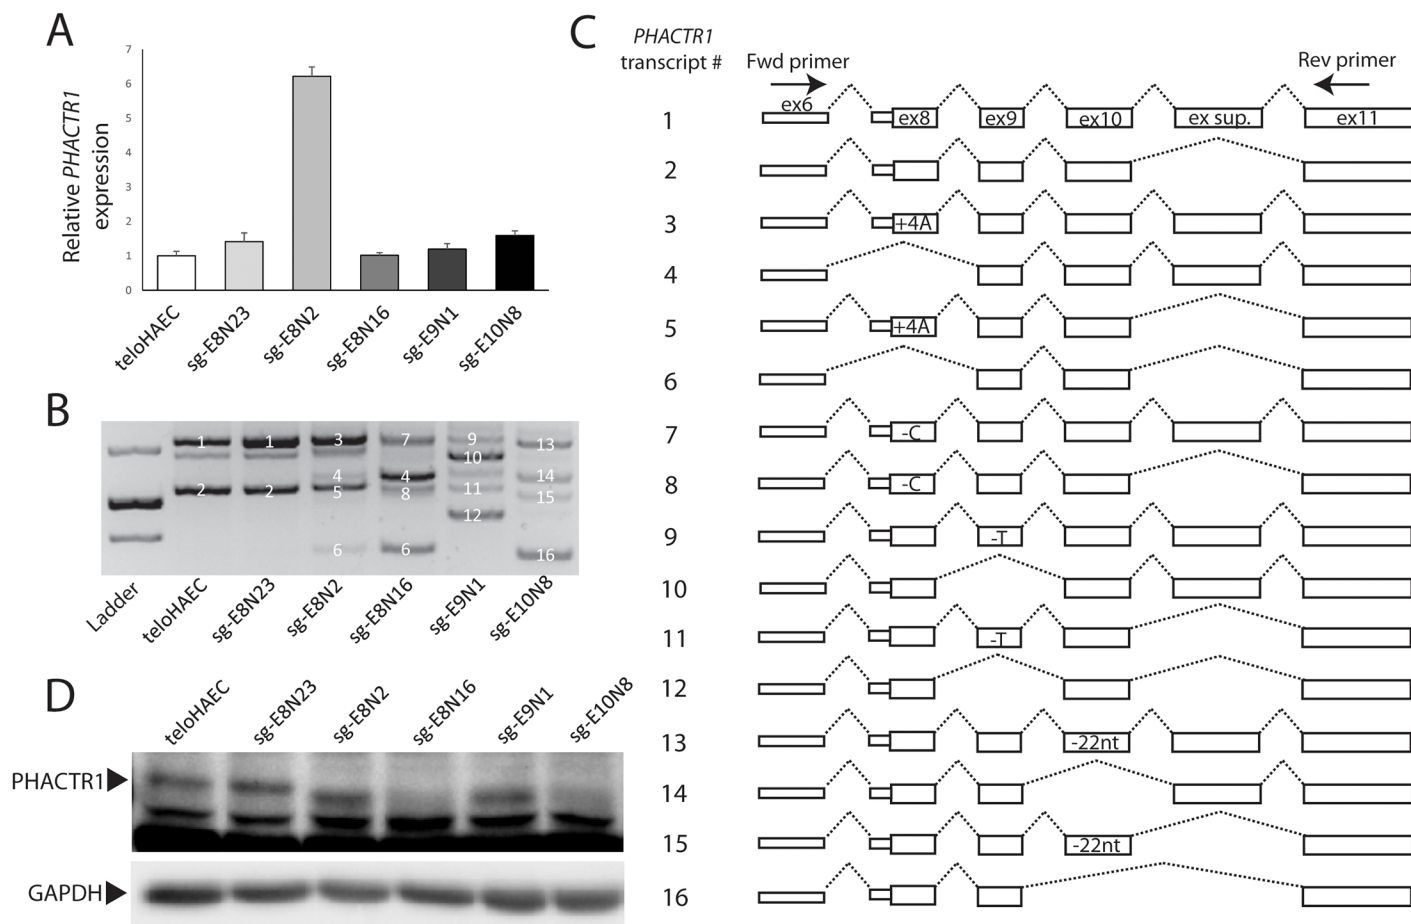 A
Relative PHACTR1
expression
7
6
5
4
3
2
1
0
teloHAEC
sg-E8N23
sg-E8N2
sg-E8N16
sg-E9N1
sg-E10N8
B
1 1 3 7 9 13
10
4 4 14
2 2 5 8 11 15
12
6 6 16
Ladder
teloHAEC
sg-E8N23
sg-E8N2
sg-E8N16
sg-E9N1
sg-E10N8
C
PHACTR1
transcript #
Fwd primer
Rev primer
1 ex6 ex8 ex9 ex10 ex sup. ex11
2
3 +4A
4
5 +4A
6
7 -C
8 -C
9 -T
10
11 -T
12
13 -22nt
14
15 -22nt
16
D
teloHAEC
sg-E8N23
sg-E8N2
sg-E8N16
sg-E9N1
sg-E10N8
PHACTR1
GAPDH